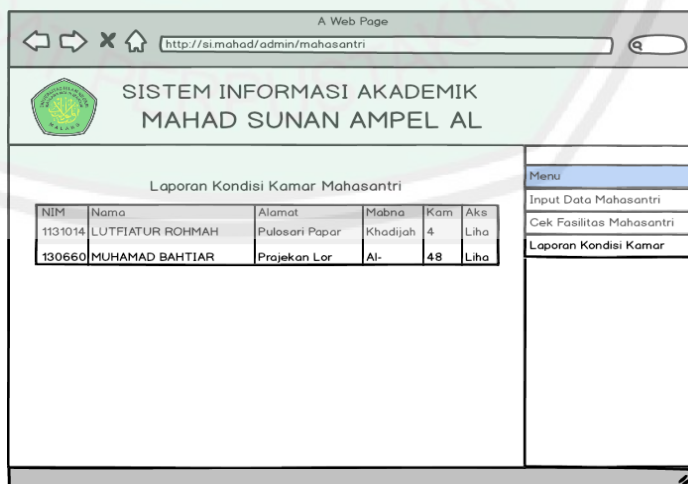 A Web Page
http://si.mahad/admin/mahasantri
SISTEM INFORMASI AKADEMIK
MAHAD SUNAN AMPEL AL
Laporan Kondisi Kamar Mahasantri
NIM Nama Alamat Mabna Kam Aks
1131014 LUTFIATUR ROHMAH Pulosari Papar Khadijah 4 Liha
130660 MUHAMAD BAHTIAR Prajekan Lor Al- 48 Liha
Menu
Input Data Mahasantri
Cek Fasilitas Mahasantri
Laporan Kondisi Kamar